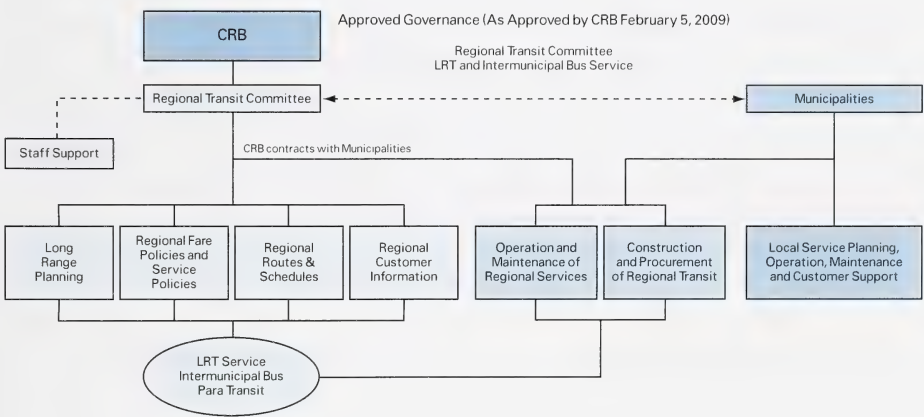 Approved Governance (As Approved by CRB February 5, 2009)
CRB
Regional Transit Committee
LRT and Intermunicipal Bus Service
Regional Transit Committee
Municipalities
Staff Support
CRB contracts with Municipalities
Long
Range
Planning
Regional Fare
Policies and
Service
Policies
Regional
Routes &
Schedules
Regional
Customer
Information
Operation and
Maintenance of
Regional Services
Construction
and Procurement
of Regional Transit
Local Service Planning,
Operation, Maintenance
and Customer Support
LRT Service
Intermunicipal Bus
Para Transit